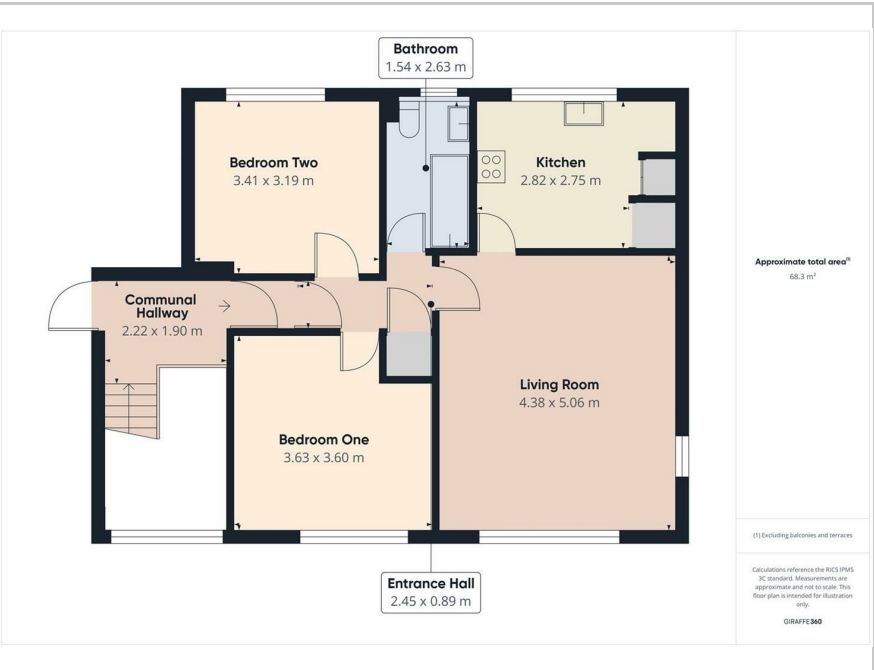 Bathroom
1.54 x 2.63 m
Bedroom Two
3.41 x 3.19 m
Kitchen
2.82 x 2.75 m
Communal
Hallway
2.22 x 1.90 m
Living Room
4.38 x 5.06 m
Bedroom One
3.63 x 3.60 m
Entrance Hall
2.45 x 0.89 m
Approximate total area(1)
68.3 m²
(1) Excluding balconies and terraces
Calculations reference the RICS IPMS
3C standard. Measurements are
approximate and not to scale. This
floor plan is intended for illustration
only.
GIRAFFE360